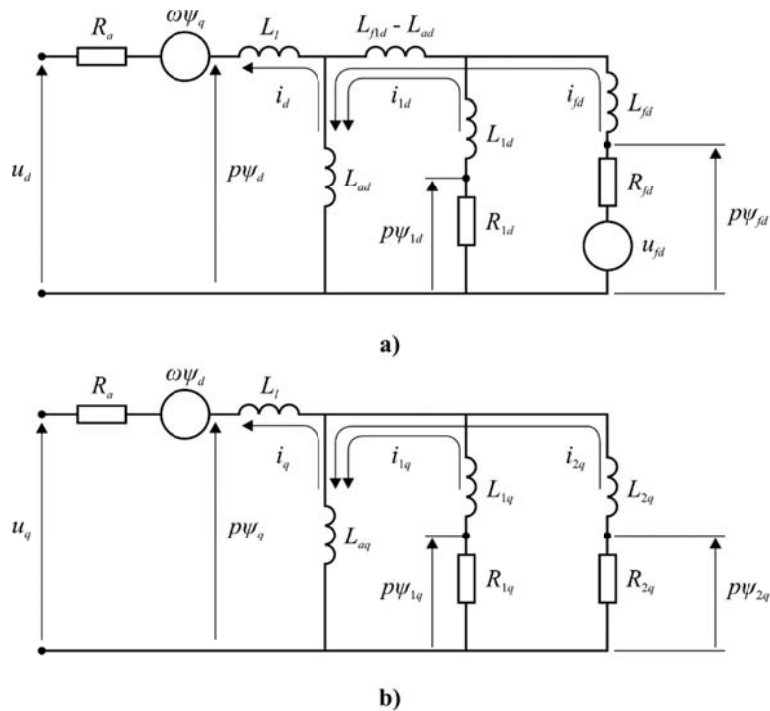 R_a
ωψ_q
L_l
L_f1d - L_ad
i_d
i_1d
i_fd
L_fd
L_1d
u_d
pψ_d
L_ad
R_fd
pψ_1d
R_1d
pψ_fd
u_fd
a)
R_a
ωψ_d
L_l
i_q
i_1q
i_2q
L_1q
L_2q
u_q
pψ_q
L_aq
pψ_1q
R_1q
R_2q
pψ_2q
b)